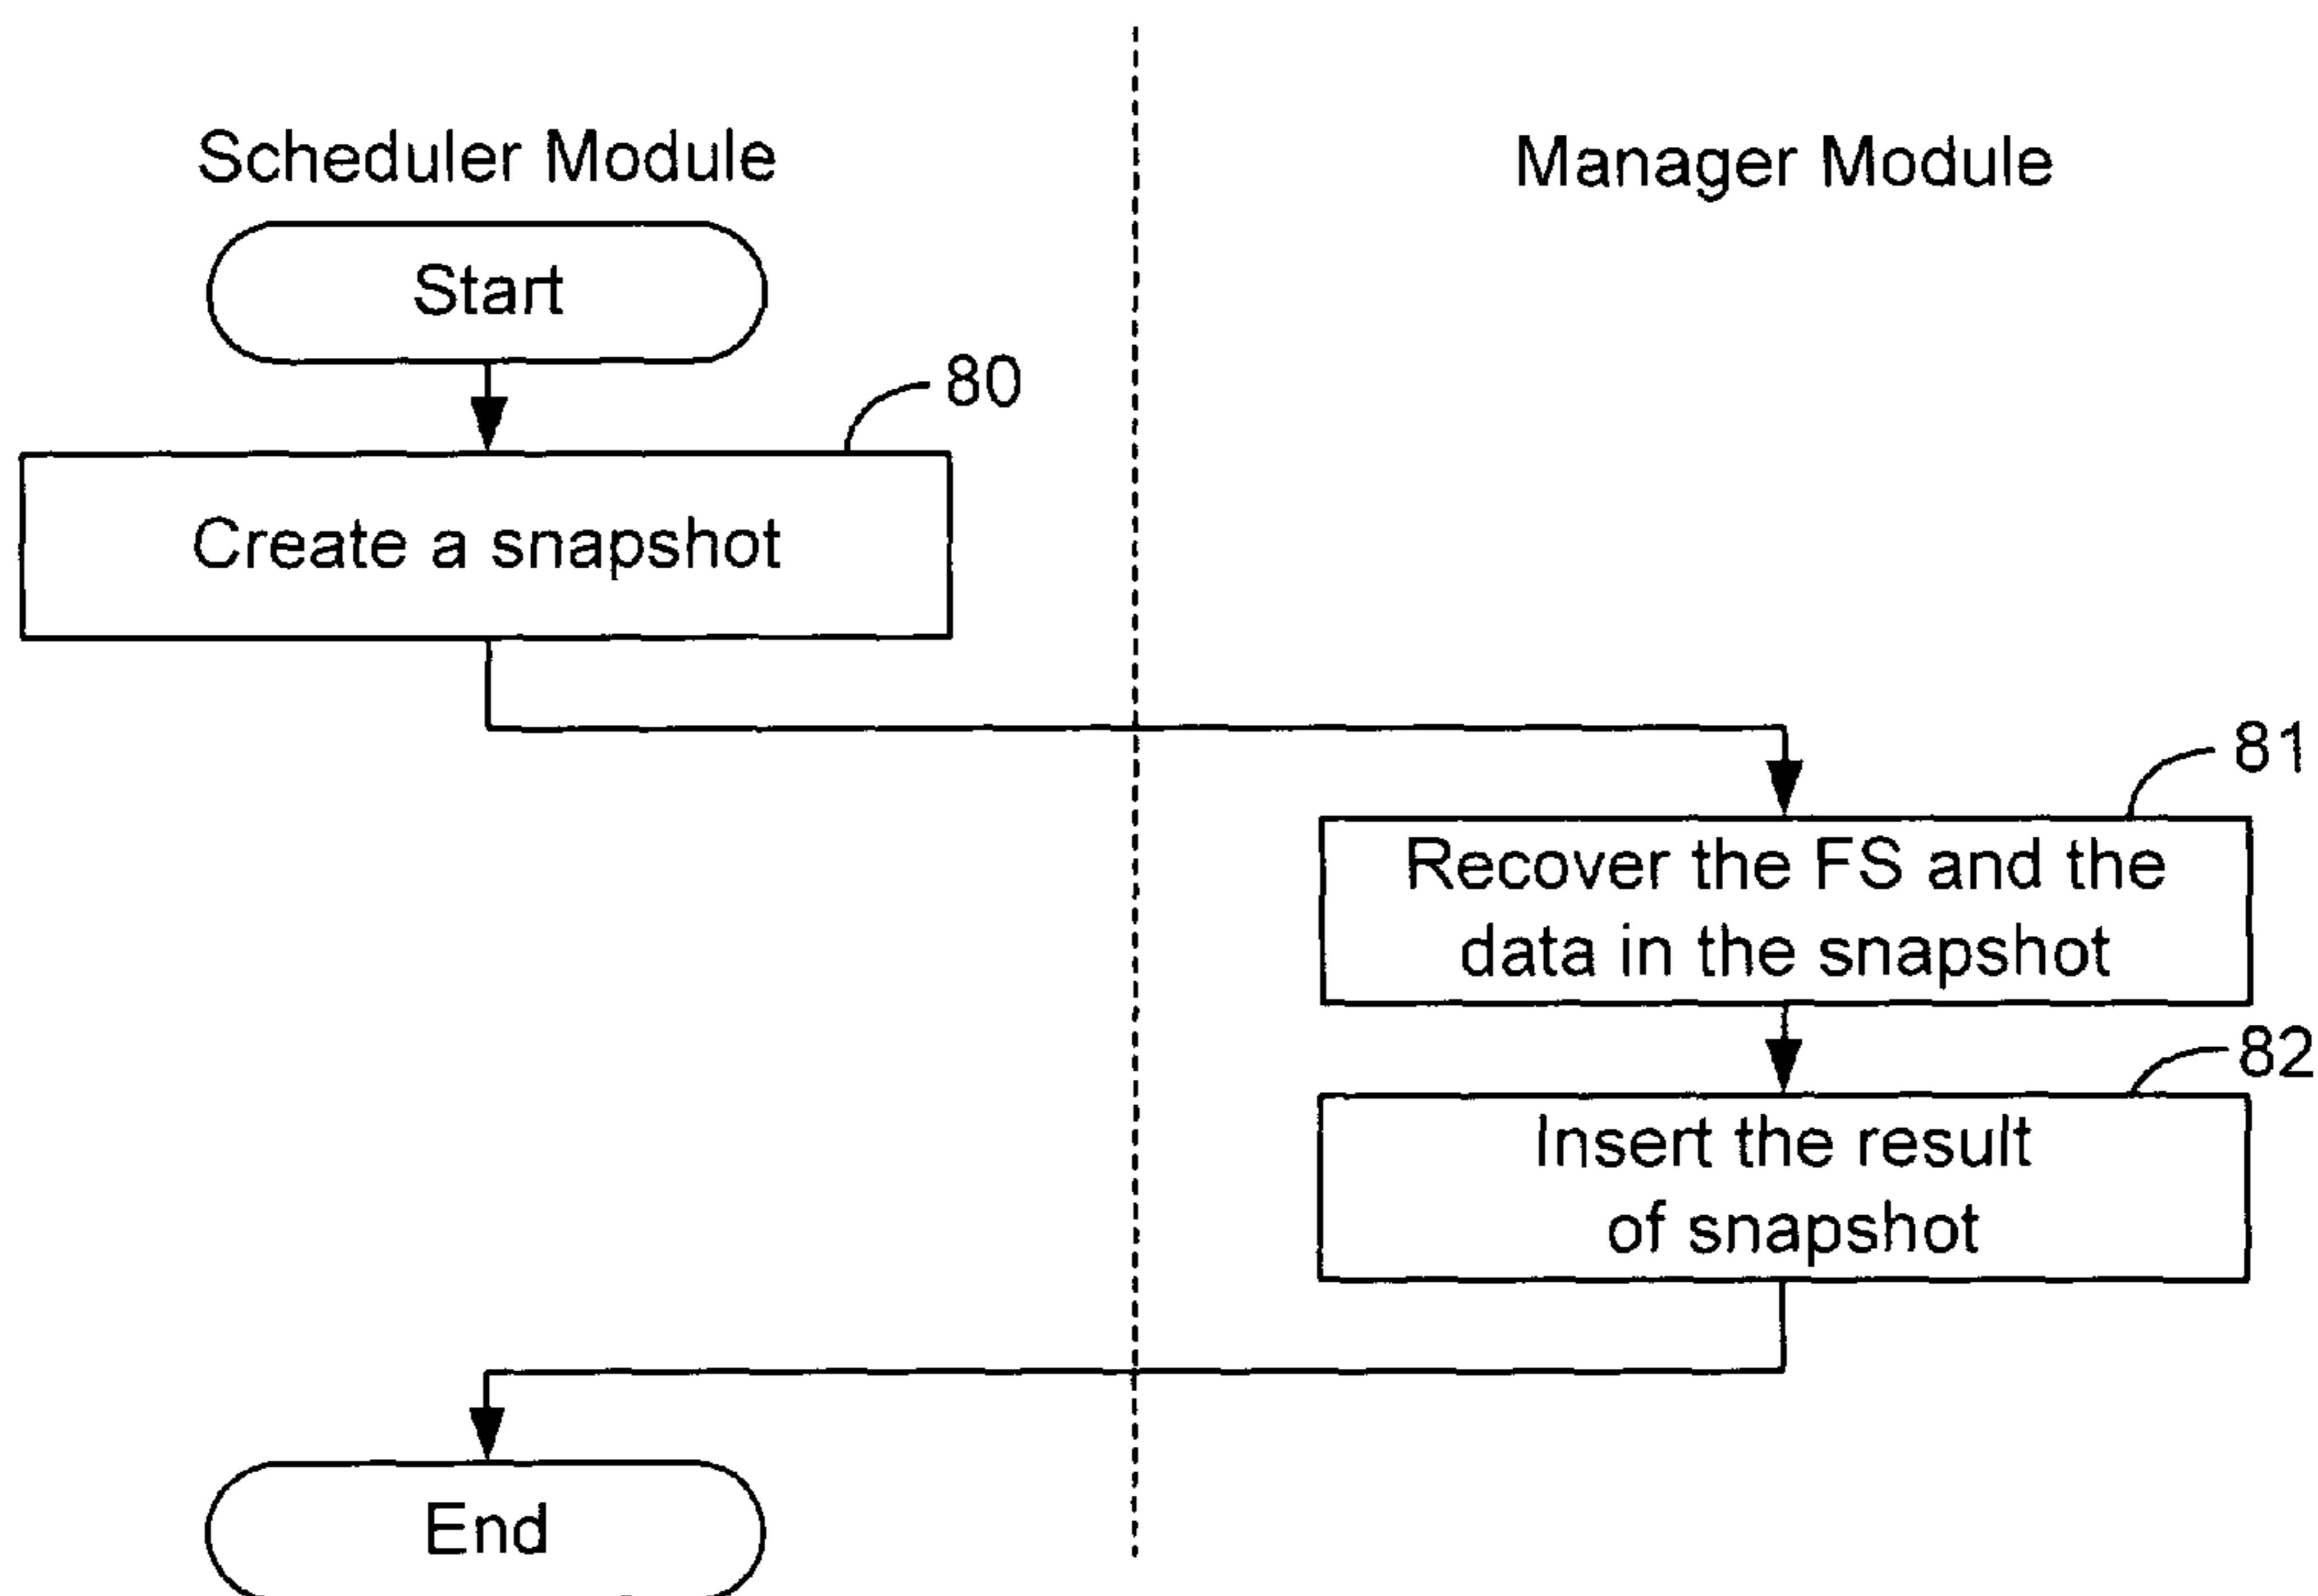 Scheduler Module
Manager Module
Start
80
Create a snapshot
81
Recover the FS and the
data in the snapshot
82
Insert the result
of snapshot
End